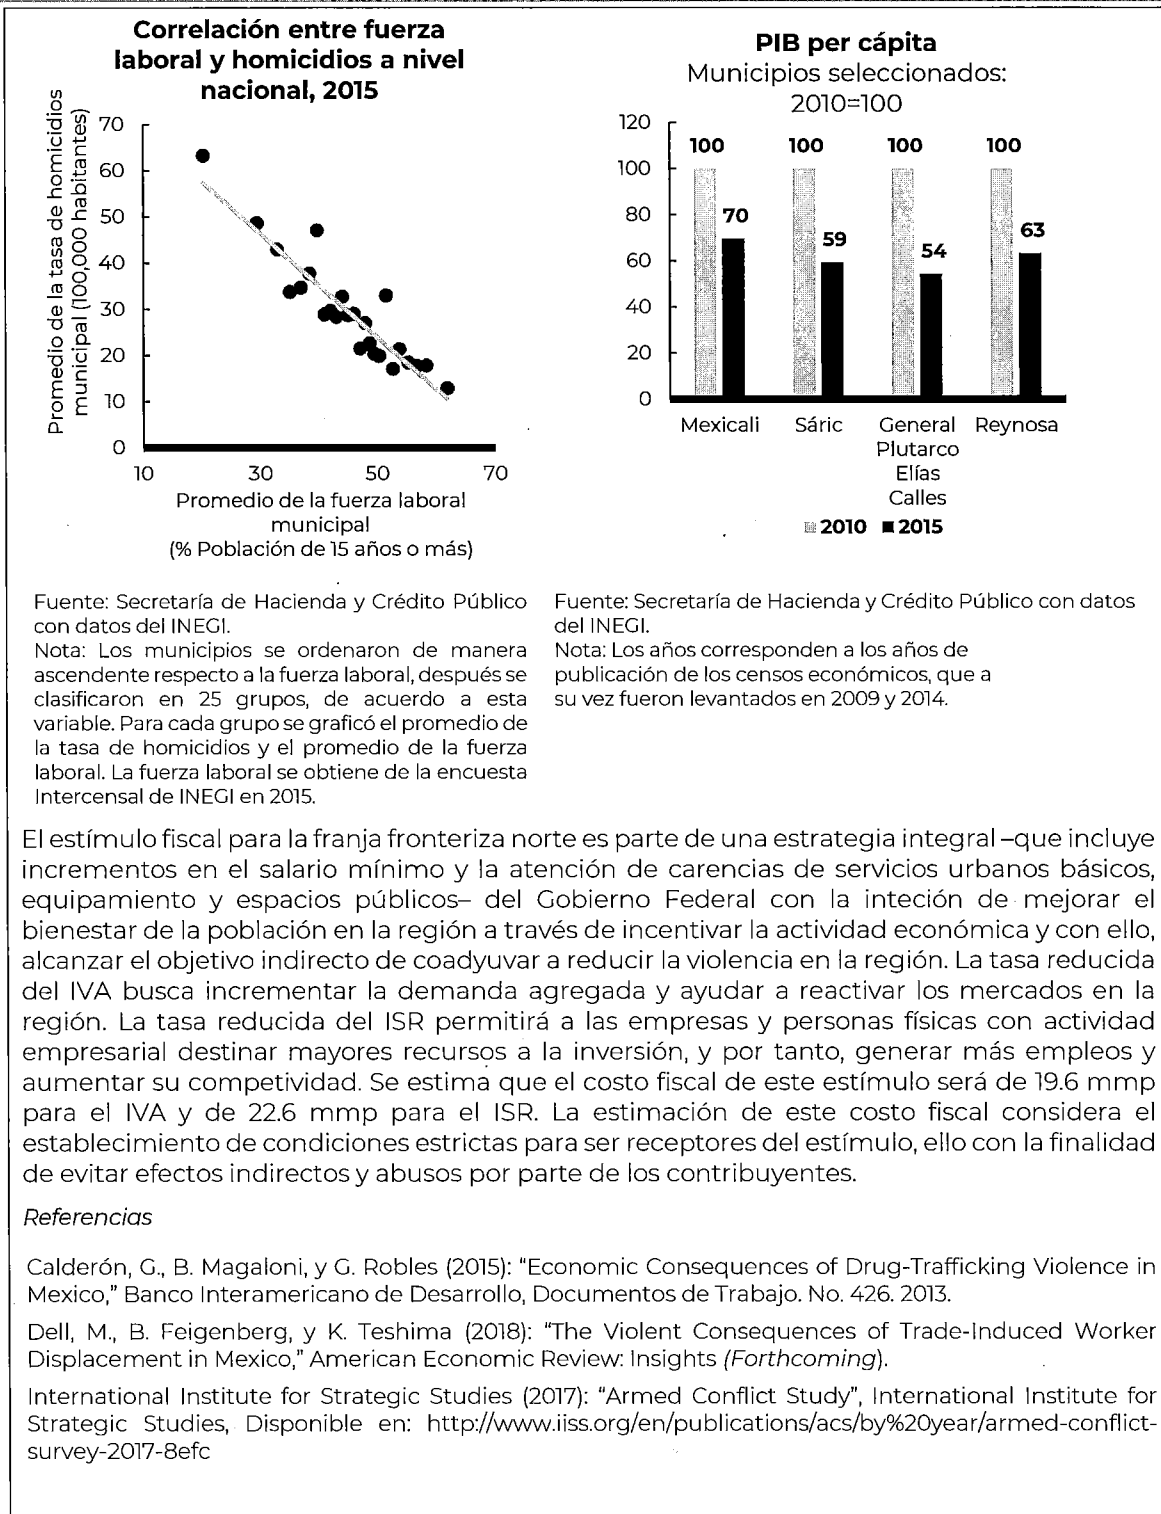 Correlación entre fuerza
laboral y homicidios a nivel
nacional, 2015
Promedio de la tasa de homicidios
municipal (100,000 habitantes)
70
60
50
40
30
20
10
0
10 30 50 70
Promedio de la fuerza laboral
municipal
(% Población de 15 años o más)
PIB per cápita
Municipios seleccionados:
2010=100
120
100
80
60
40
20
0
100 100 100 100
70 59 54 63
Mexicali Sáric General Reynosa
Plutarco
Elías
Calles
2010 2015
Fuente: Secretaría de Hacienda y Crédito Público
con datos del INEGI.
Nota: Los municipios se ordenaron de manera
ascendente respecto a la fuerza laboral, después se
clasificaron en 25 grupos, de acuerdo a esta
variable. Para cada grupo se graficó el promedio de
la tasa de homicidios y el promedio de la fuerza
laboral. La fuerza laboral se obtiene de la encuesta
Intercensal de INEGI en 2015.
Fuente: Secretaría de Hacienda y Crédito Público con datos
del INEGI.
Nota: Los años corresponden a los años de
publicación de los censos económicos, que a
su vez fueron levantados en 2009 y 2014.
El estímulo fiscal para la franja fronteriza norte es parte de una estrategia integral –que incluye
incrementos en el salario mínimo y la atención de carencias de servicios urbanos básicos,
equipamiento y espacios públicos– del Gobierno Federal con la inteción de mejorar el
bienestar de la población en la región a través de incentivar la actividad económica y con ello,
alcanzar el objetivo indirecto de coadyuvar a reducir la violencia en la región. La tasa reducida
del IVA busca incrementar la demanda agregada y ayudar a reactivar los mercados en la
región. La tasa reducida del ISR permitirá a las empresas y personas físicas con actividad
empresarial destinar mayores recursos a la inversión, y por tanto, generar más empleos y
aumentar su competividad. Se estima que el costo fiscal de este estímulo será de 19.6 mmp
para el IVA y de 22.6 mmp para el ISR. La estimación de este costo fiscal considera el
establecimiento de condiciones estrictas para ser receptores del estímulo, ello con la finalidad
de evitar efectos indirectos y abusos por parte de los contribuyentes.
Referencias
Calderón, G., B. Magaloni, y G. Robles (2015): "Economic Consequences of Drug-Trafficking Violence in
Mexico," Banco Interamericano de Desarrollo, Documentos de Trabajo. No. 426. 2013.
Dell, M., B. Feigenberg, y K. Teshima (2018): "The Violent Consequences of Trade-Induced Worker
Displacement in Mexico," American Economic Review: Insights (Forthcoming).
International Institute for Strategic Studies (2017): "Armed Conflict Study", International Institute for
Strategic Studies, Disponible en: http://www.iiss.org/en/publications/acs/by%20year/armed-conflict-
survey-2017-8efc